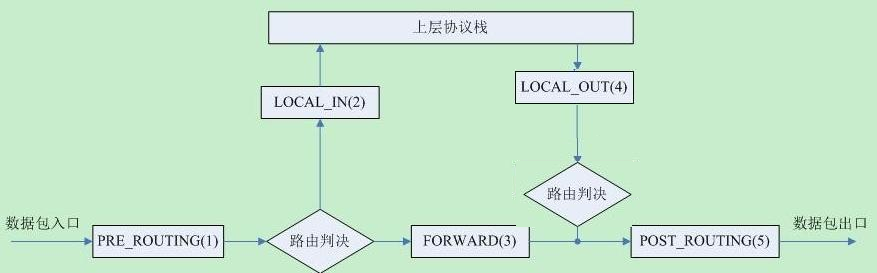 上层协议栈
LOCAL_IN(2)
LOCAL_OUT(4)
路由判决
数据包入口
数据包出口
PRE_ROUTING(1)
路由判决
FORWARD(3)
POST_ROUTING(5)